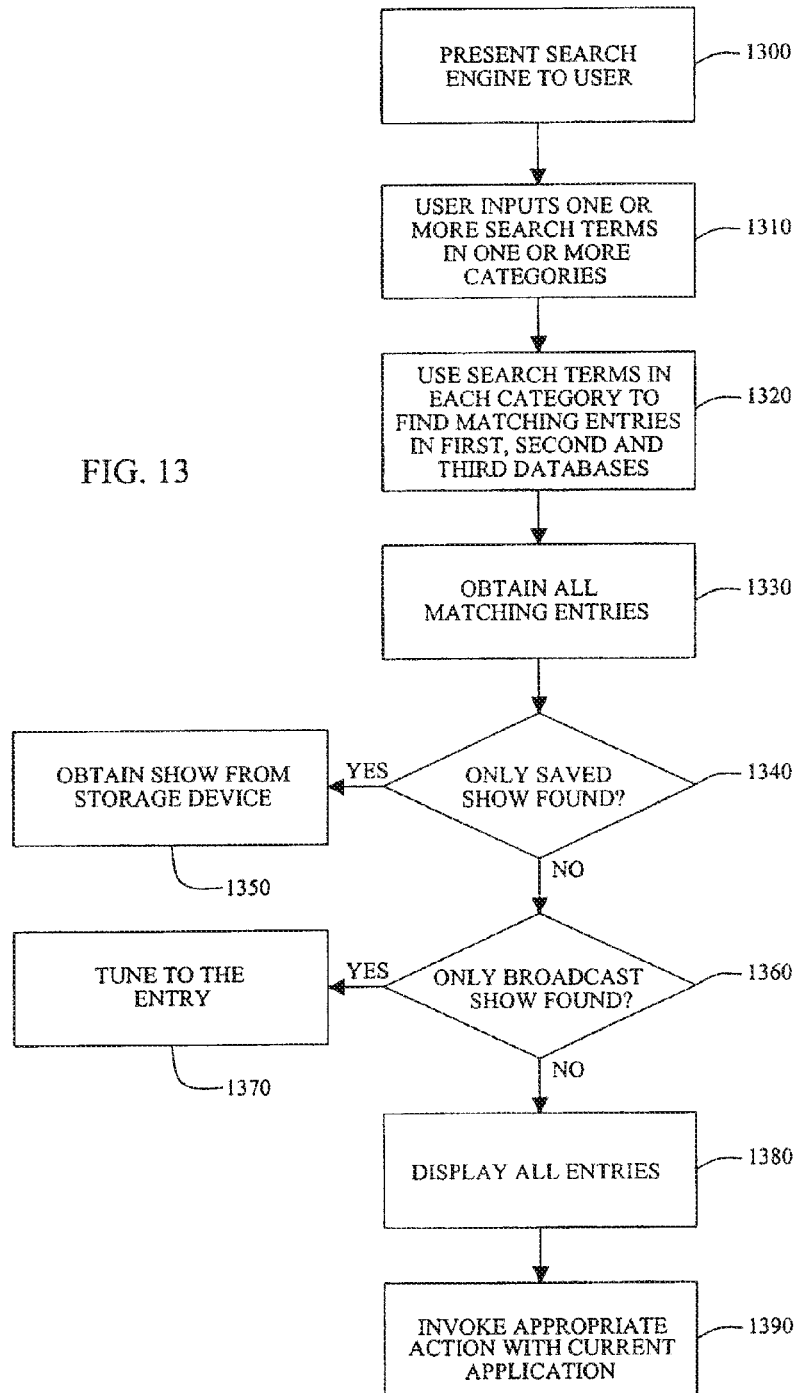 PRESENT SEARCH
ENGINE TO USER
1300
USER INPUTS ONE OR
MORE SEARCH TERMS
IN ONE OR MORE
CATEGORIES
1310
USE SEARCH TERMS IN
EACH CATEGORY TO
FIND MATCHING ENTRIES
IN FIRST, SECOND AND
THIRD DATABASES
1320
FIG. 13
OBTAIN ALL
MATCHING ENTRIES
1330
ONLY SAVED
SHOW FOUND?
1340
YES
OBTAIN SHOW FROM
STORAGE DEVICE
1350
NO
ONLY BROADCAST
SHOW FOUND?
1360
YES
TUNE TO THE
ENTRY
1370
NO
DISPLAY ALL ENTRIES
1380
INVOKE APPROPRIATE
ACTION WITH CURRENT
APPLICATION
1390